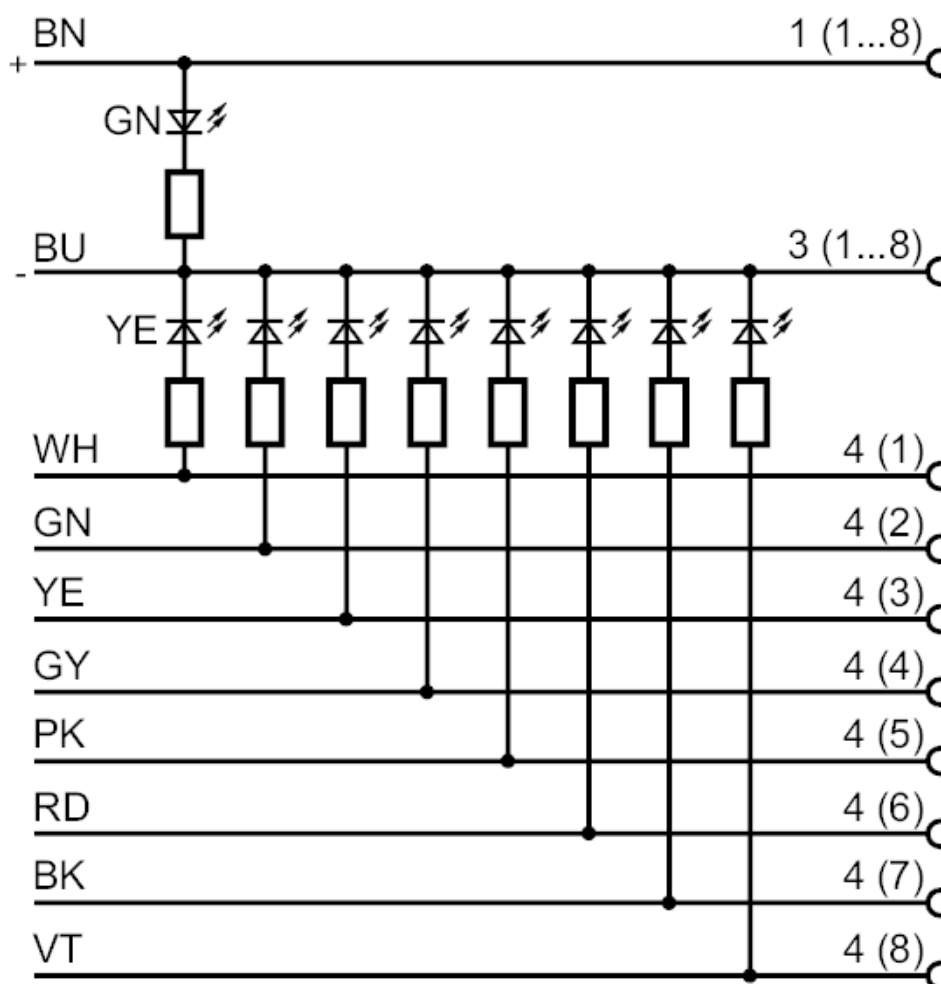 BN 1 (1...8)
+
GN
BU 3 (1...8)
-
YE
WH 4 (1)
GN 4 (2)
YE 4 (3)
GY 4 (4)
PK 4 (5)
RD 4 (6)
BK 4 (7)
VT 4 (8)